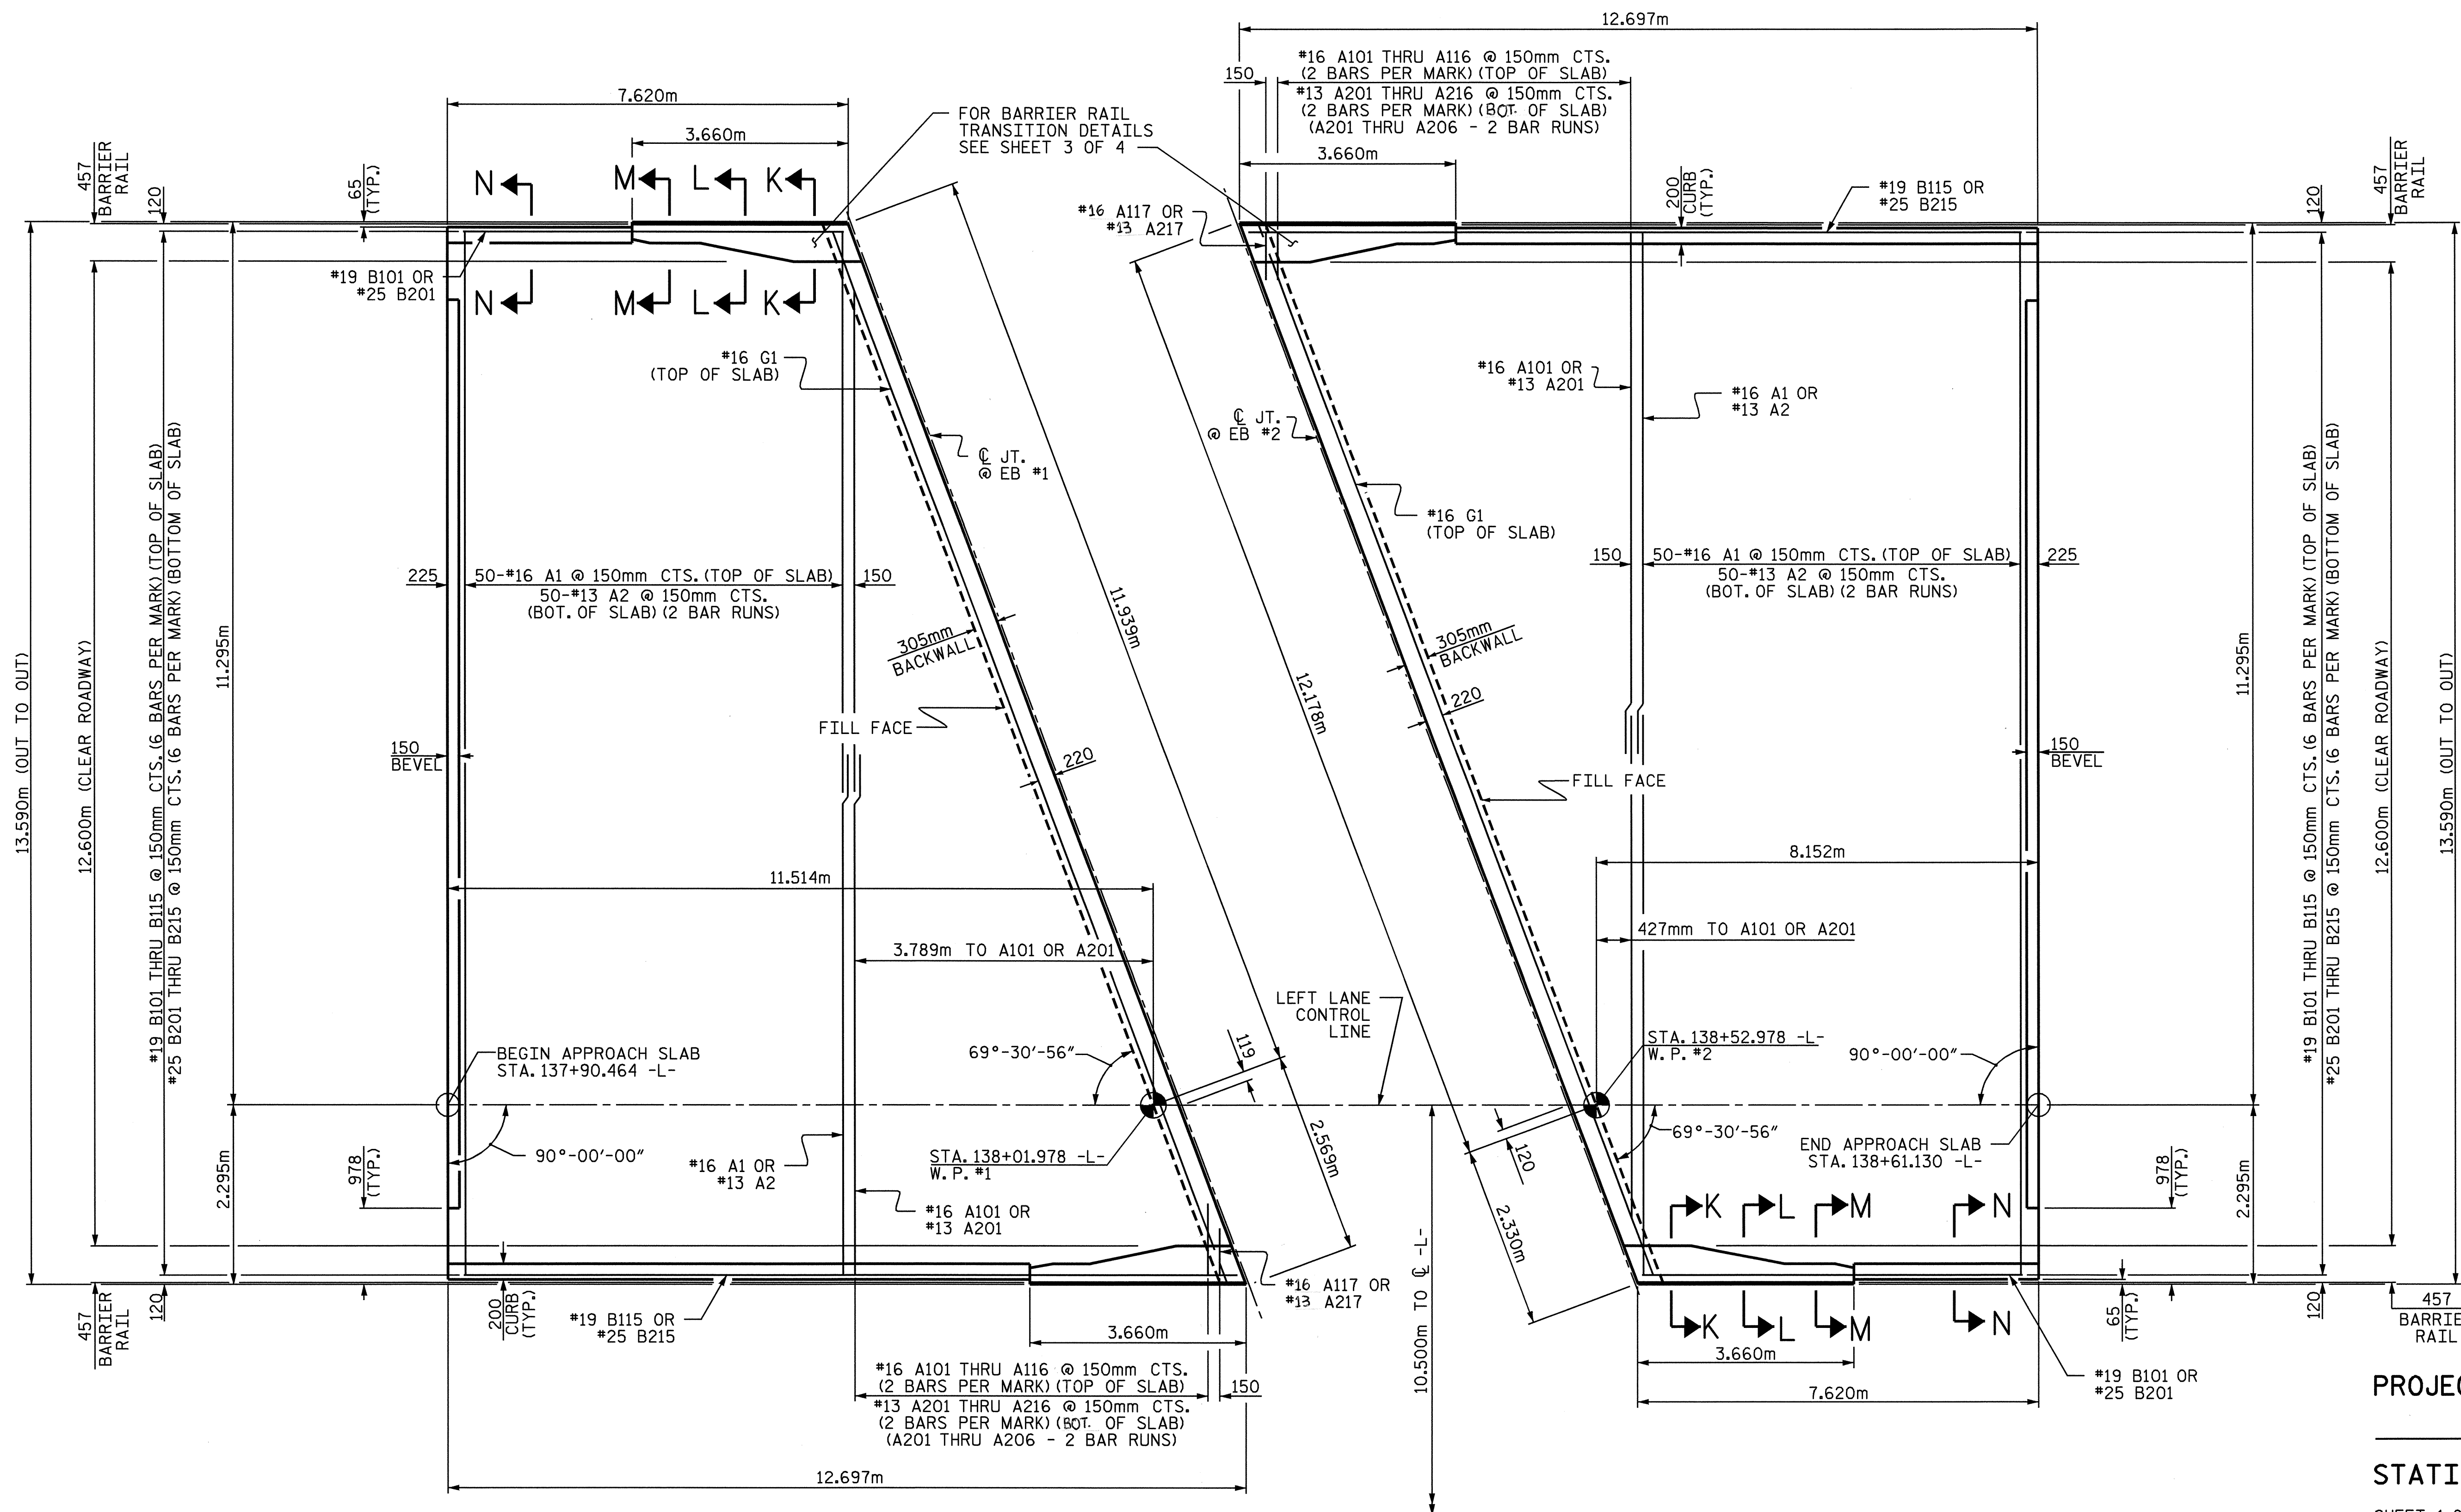 12.697m
#16 A101 THRU A116 @ 150mm CTS.
(2 BARS PER MARK) (TOP OF SLAB)
#13 A201 THRU A216 @ 150mm CTS.
(2 BARS PER MARK) (BOT. OF SLAB)
(A201 THRU A206 - 2 BAR RUNS)
150
7.620m
3.660m
FOR BARRIER RAIL
TRANSITION DETAILS
SEE SHEET 3 OF 4
3.660m
457
BARRIER
RAIL
120
65
(TYP.)
N
M
L
K
#16 A117 OR
#13 A217
200
CURB
(TYP.)
#19 B115 OR
#25 B215
120
457
BARRIER
RAIL
#19 B101 OR
#25 B201
N
M
L
K
#16 G1
(TOP OF SLAB)
℄ JT.
@ EB #1
℄ JT.
@ EB #2
#16 A101 OR
#13 A201
#16 A1 OR
#13 A2
#16 G1
(TOP OF SLAB)
13.590m (OUT TO OUT)
12.600m (CLEAR ROADWAY)
#19 B101 THRU B115 @ 150mm CTS. (6 BARS PER MARK) (TOP OF SLAB)
#25 B201 THRU B215 @ 150mm CTS. (6 BARS PER MARK) (BOTTOM OF SLAB)
11.295m
225
50-#16 A1 @ 150mm CTS. (TOP OF SLAB)
50-#13 A2 @ 150mm CTS.
(BOT. OF SLAB) (2 BAR RUNS)
150
305mm
BACKWALL
11.939m
12.178m
305mm
BACKWALL
150
50-#16 A1 @ 150mm CTS. (TOP OF SLAB)
50-#13 A2 @ 150mm CTS.
(BOT. OF SLAB) (2 BAR RUNS)
225
11.295m
#19 B101 THRU B115 @ 150mm CTS. (6 BARS PER MARK) (TOP OF SLAB)
#25 B201 THRU B215 @ 150mm CTS. (6 BARS PER MARK) (BOTTOM OF SLAB)
12.600m (CLEAR ROADWAY)
13.590m (OUT TO OUT)
150
BEVEL
FILL FACE
220
220
FILL FACE
150
BEVEL
11.514m
3.789m TO A101 OR A201
8.152m
427mm TO A101 OR A201
LEFT LANE
CONTROL
LINE
BEGIN APPROACH SLAB
STA. 137+90.464 -L-
69°-30'-56"
119
STA. 138+52.978 -L-
W.P. #2
90°-00'-00"
2.295m
978
(TYP.)
90°-00'-00"
#16 A1 OR
#13 A2
STA. 138+01.978 -L-
W.P. #1
#16 A101 OR
#13 A201
2.569m
120
69°-30'-56"
END APPROACH SLAB
STA. 138+61.130 -L-
978
(TYP.)
2.295m
2.330m
10.500m TO ℄ -L-
K
L
M
N
457
BARRIER
RAIL
120
200
CURB
(TYP.)
#19 B115 OR
#25 B215
3.660m
#16 A117 OR
#13 A217
K
L
M
N
3.660m
7.620m
65
(TYP.)
#19 B101 OR
#25 B201
120
457
BARRIE
RAIL
#16 A101 THRU A116 @ 150mm CTS.
(2 BARS PER MARK) (TOP OF SLAB)
#13 A201 THRU A216 @ 150mm CTS.
(2 BARS PER MARK) (BOT. OF SLAB)
(A201 THRU A206 - 2 BAR RUNS)
150
12.697m
PROJE
STATI